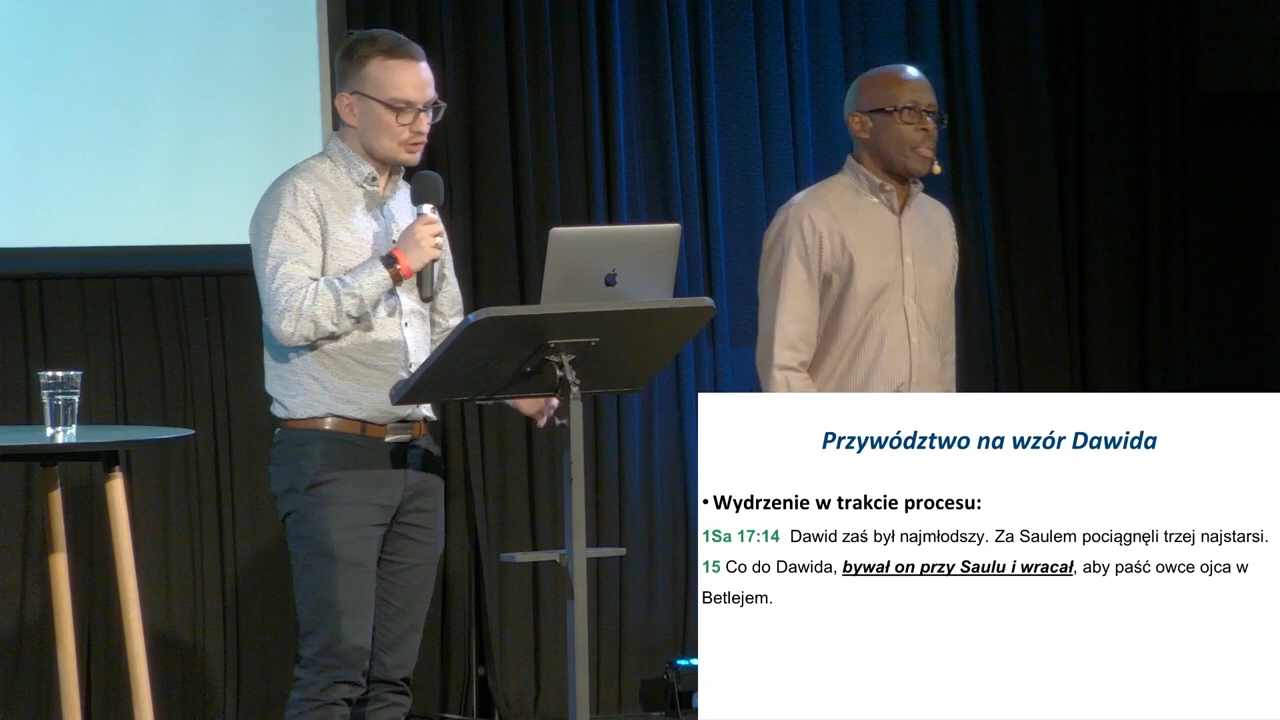 Przywództwo na wzór Dawida
• Wydrzenie w trakcie procesu:
1Sa 17:14 Dawid zaś był najmłodszy. Za Saulem pociągnęli trzej najstarsi.
15 Co do Dawida, bywał on przy Saulu i wracał, aby paść owce ojca w
Betlejem.